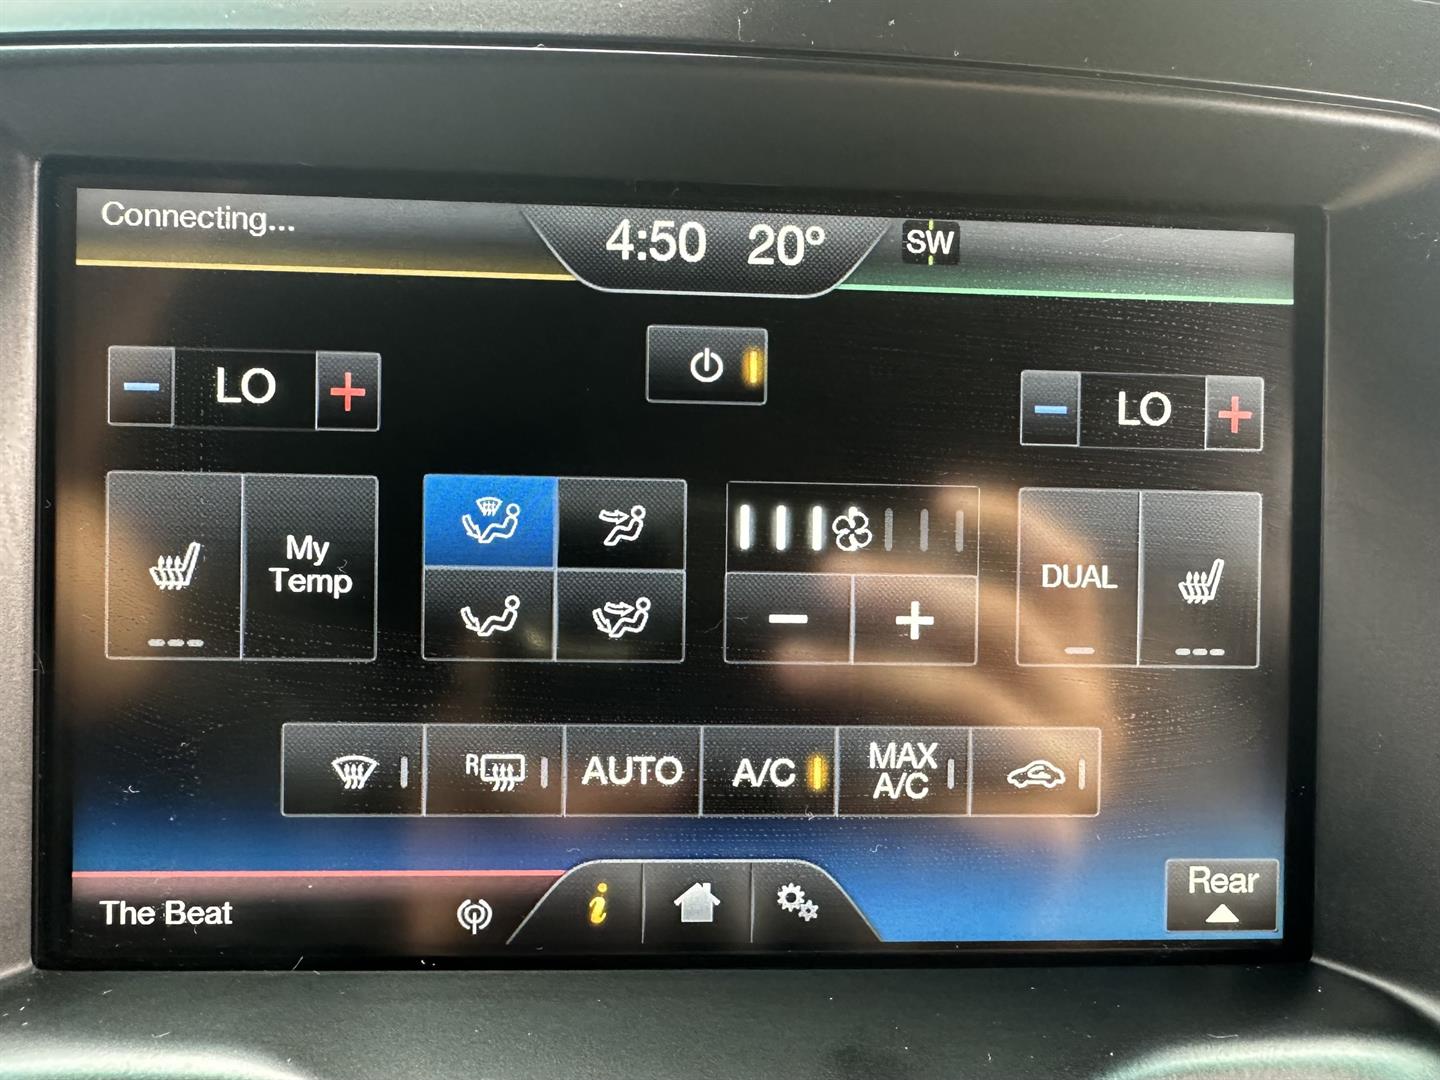 Connecting...
4:50 20° SW
LO
LO
My
Temp
DUAL
R
AUTO
A/C
MAX
A/C
The Beat
i
Rear